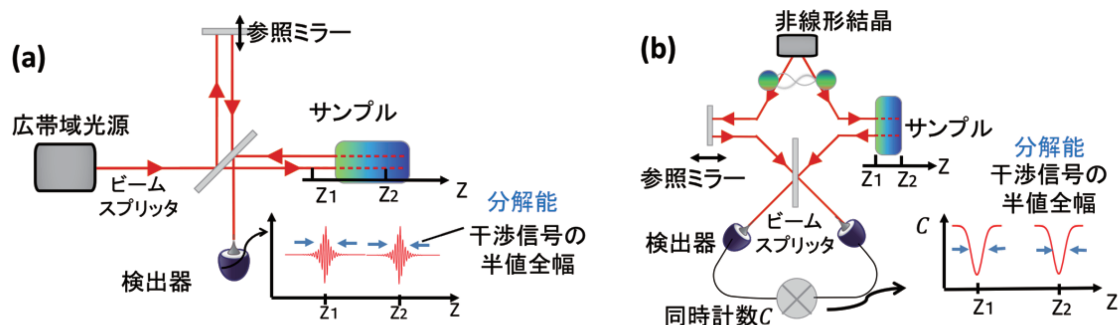 (a)
参照ミラー
広帯域光源
サンプル
ビーム
スプリッタ
Z1
Z2
Z
分解能
干渉信号の
半値全幅
検出器
Z1
Z2
Z
(b)
非線形結晶
サンプル
参照ミラー
Z1
Z2
Z
分解能
干渉信号の
半値全幅
ビーム
スプリッタ
検出器
C
同時計数C
Z1
Z2
Z